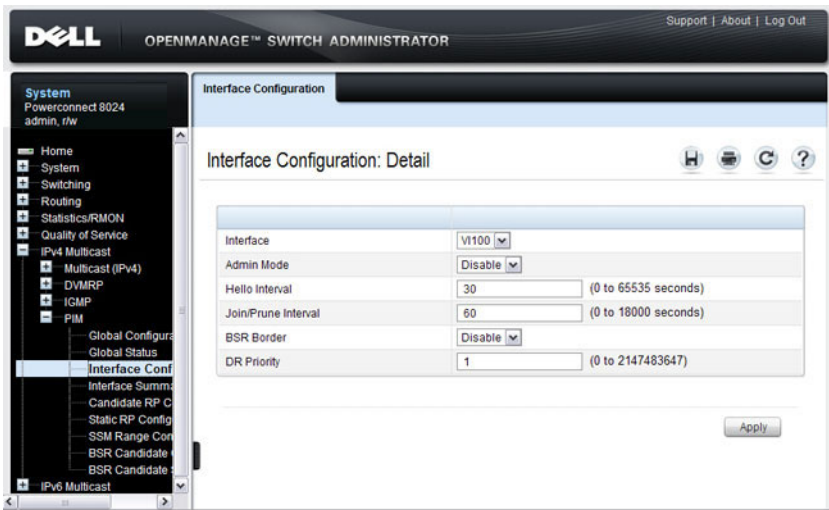 Support | About | Log Out
DELL
OPENMANAGE™ SWITCH ADMINISTRATOR
System
Powerconnect 8024
admin, r/w
Home
System
Switching
Routing
Statistics/RMON
Quality of Service
IPv4 Multicast
Multicast (IPv4)
DVMRP
IGMP
PIM
Global Configura
Global Status
Interface Conf
Interface Summa
Candidate RP C
Static RP Config
SSM Range Con
BSR Candidate
BSR Candidate
IPv6 Multicast
Interface Configuration
Interface Configuration: Detail
Interface Vl100
Admin Mode Disable
Hello Interval 30 (0 to 65535 seconds)
Join/Prune Interval 60 (0 to 18000 seconds)
BSR Border Disable
DR Priority 1 (0 to 2147483647)
Apply